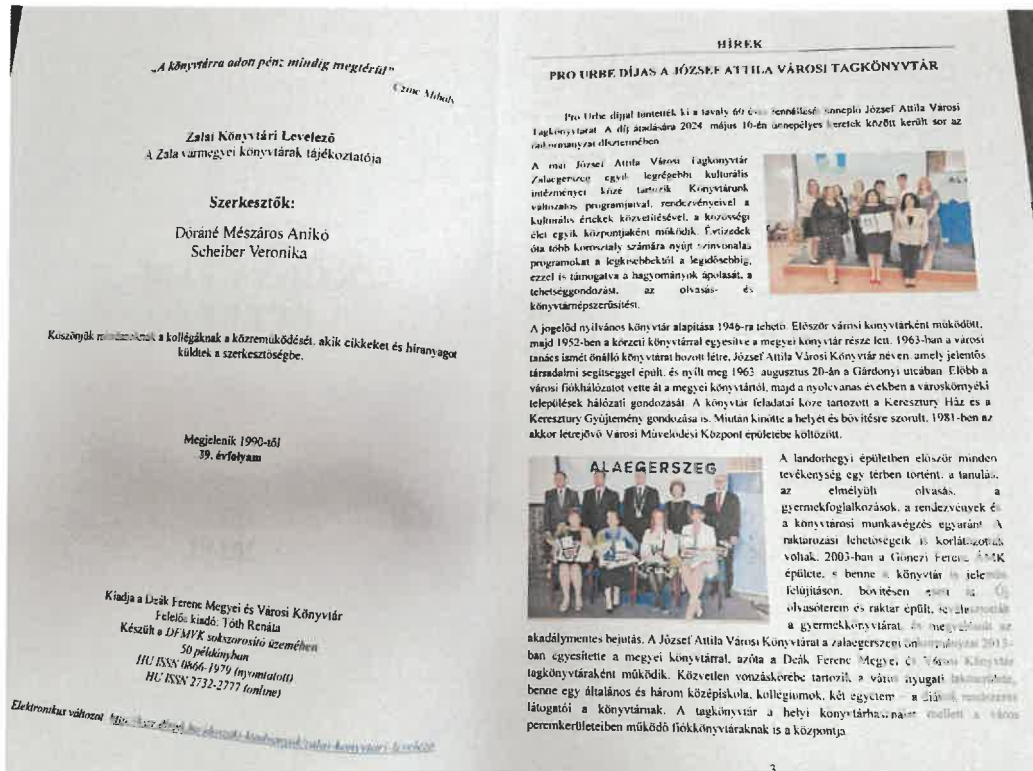 „A könyvtárra adott pénz mindig megtérül”
Czine Mihály
Zalai Könyvtári Levelező
A Zala vármegyei könyvtárak tájékoztatója
Szerkesztők:
Dóráné Mészáros Anikó
Scheiber Veronika
Köszönjük mindazoknak a kollégáknak a közreműködését, akik cikkeket és híranyagot
küldtek a szerkesztőségbe.
Megjelenik 1990-től
39. évfolyam
Kiadja a Deák Ferenc Megyei és Városi Könyvtár
Felelős kiadó: Tóth Renáta
Készült a DFMVK sokszorosító üzemében
50 példányban
HU ISSN 0866-1979 (nyomtatott)
HU ISSN 2732-2777 (online)
Elektronikus változat
HÍREK
PRO URBE DÍJAS A JÓZSEF ATTILA VÁROSI TAGKÖNYVTÁR
Pro Urbe díjjal tüntették ki a tavaly 60 éves fennállását ünneplő József Attila Városi
Tagkönyvtárat. A díj átadására 2024. május 10-én ünnepélyes keretek között került sor az
önkormányzat dísztermében.
A mai József Attila Városi Tagkönyvtár
Zalaegerszeg egyik legrégebbi kulturális
intézményei közé tartozik. Könyvtárunk
változatos programjaival, rendezvényeivel a
kulturális értékek közvetítésével, a közösségi
élet egyik központjaként működik. Évtizedek
óta több korosztály számára nyújt színvonalas
programokat a legkisebbektől a legidősebbig,
ezzel is támogatva a hagyományok ápolását, a
tehetséggondozást, az olvasás- és
könyvtárnépszerűsítést.
A jogelőd nyilvános könyvtár alapítása 1946-ra tehető. Először városi könyvtárként működött,
majd 1952-ben a körzeti könyvtárral egyesítve a megyei könyvtár része lett. 1963-ban a városi
tanács ismét önálló könyvtárat hozott létre, József Attila Városi Könyvtár néven, amely jelentős
társadalmi segítséggel épült, és nyílt meg 1963. augusztus 20-án a Gárdonyi utcában. Előbb a
városi fiókhálózatot vette át a megyei könyvtártól, majd a nyolcvanas években a városkörnyéki
települések hálózati gondozását. A könyvtár feladatai közé tartozott a Keresztury Ház és a
Keresztury Gyűjtemény gondozása is. Miután kinőtte a helyét és bővítésre szorult, 1981-ben az
akkor létrejövő Városi Művelődési Központ épületébe költözött.
ALAEGERSZEG
A landorhegyi épületben először minden
tevékenység egy térben történt, a tanulás,
az elmélyült olvasás, a
gyermekfoglalkozások, a rendezvények és
a könyvtárosi munkavégzés egyaránt. A
raktározási lehetőségeik is korlátozottak
voltak. 2003-ban a Gönczi Ferenc ÁMK
épülete, s benne a könyvtár is jelentős
felújításon, bővítésen esett át. Új
olvasóterem és raktár épült,
a gyermekkönyvtárat, és az
akadálymentes bejutás. A József Attila Városi Könyvtárat a zalaegerszegi önkormányzat 2013-
ban egyesítette a megyei könyvtárral, azóta a Deák Ferenc Megyei és Városi Könyvtár
tagkönyvtáraként működik. Közvetlen vonzáskörébe tartozik a város nyugati
benne egy általános és három középiskola, kollégiumok, két egyetem – a diákok rendszeres
látogatói a könyvtárnak. A tagkönyvtár a helyi könyvtárhasználat mellett a város
peremkerületeiben működő fiókkönyvtáraknak is a központja.
3